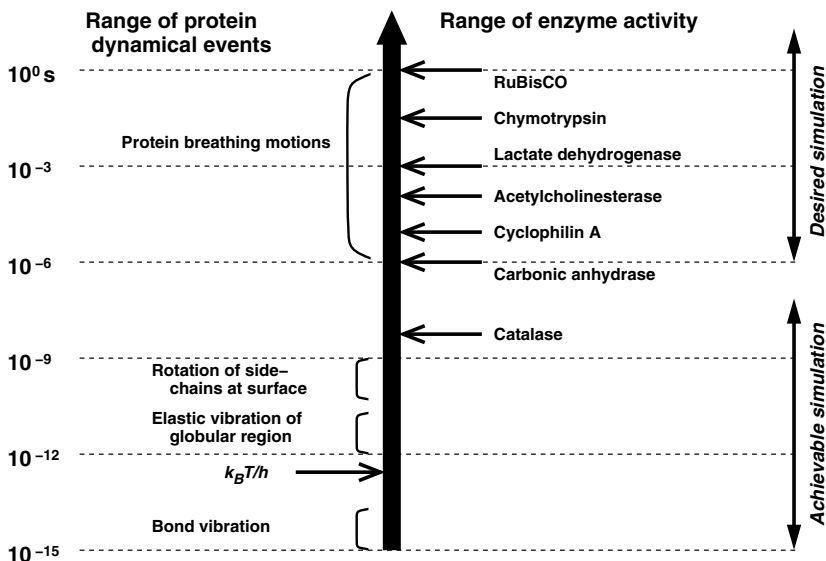 Range of protein
dynamical events
Range of enzyme activity
10⁰ s
RuBisCO
Chymotrypsin
Protein breathing motions
Lactate dehydrogenase
10⁻³
Acetylcholinesterase
Cyclophilin A
10⁻⁶
Carbonic anhydrase
Desired simulation
Catalase
10⁻⁹
Rotation of side–
chains at surface
Elastic vibration of
globular region
10⁻¹²
k_BT/h
Bond vibration
10⁻¹⁵
Achievable simulation